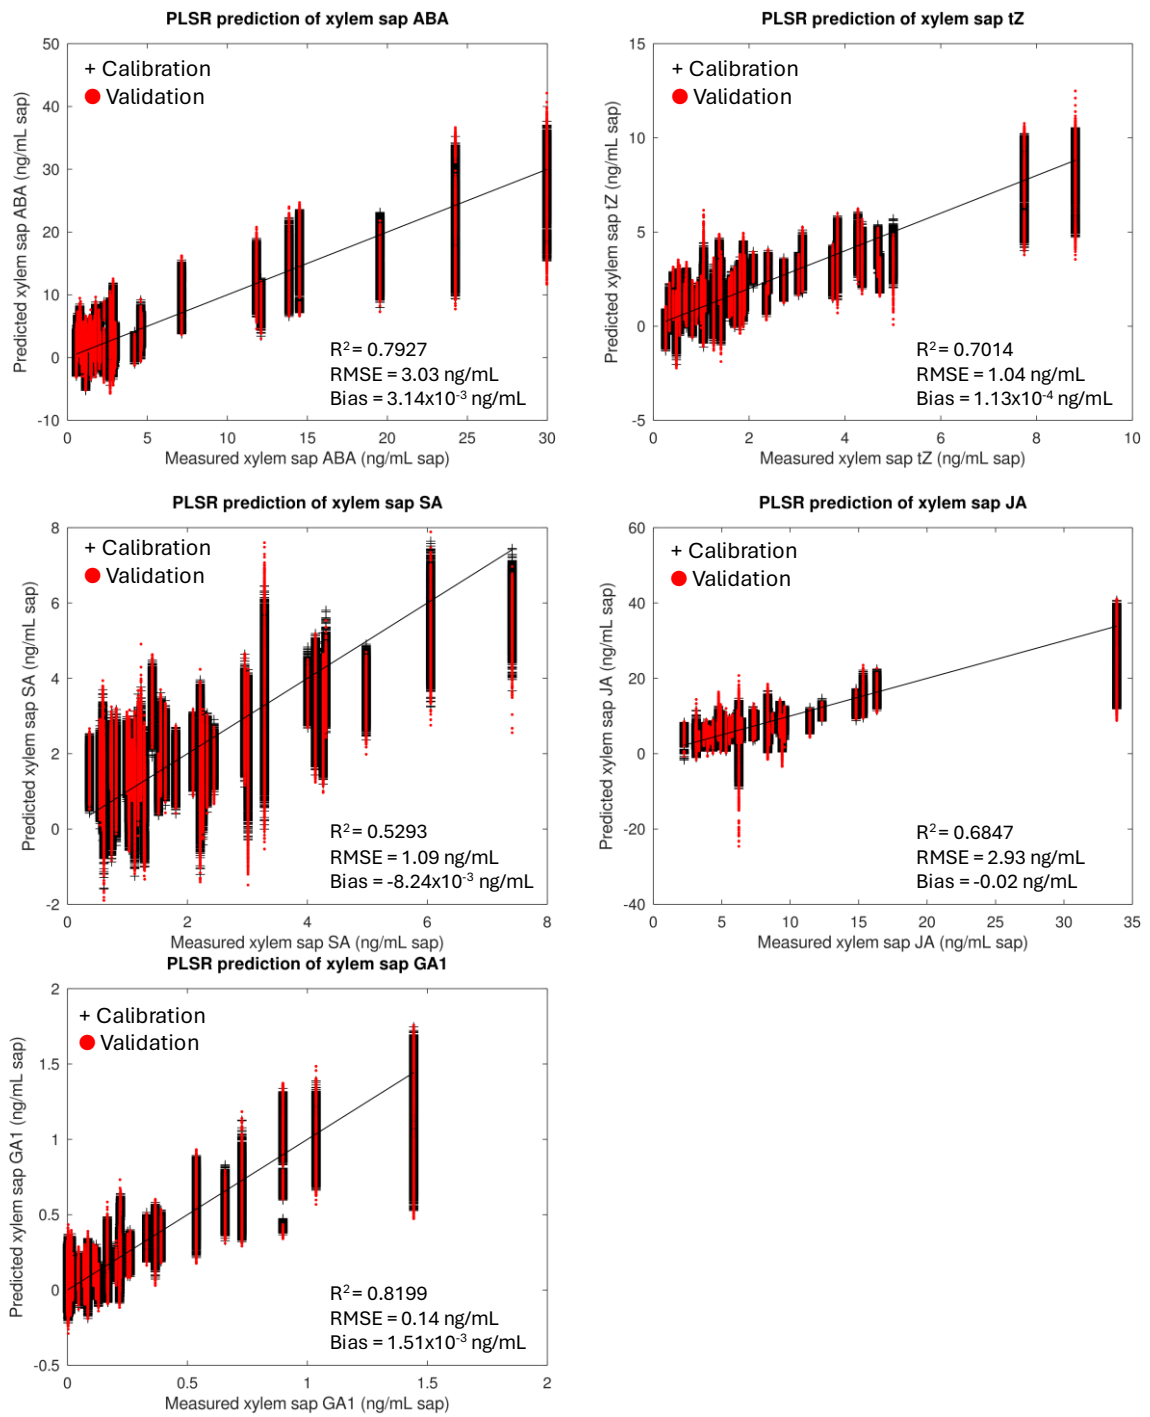 PLSR prediction of xylem sap ABA
Predicted xylem sap ABA (ng/mL sap)
50
40
30
20
10
0
-10
+ Calibration
Validation
R² = 0.7927
RMSE = 3.03 ng/mL
Bias = 3.14x10⁻³ ng/mL
0 5 10 15 20 25 30
Measured xylem sap ABA (ng/mL sap)
PLSR prediction of xylem sap tZ
Predicted xylem sap tZ (ng/mL sap)
15
10
5
0
-5
+ Calibration
Validation
R² = 0.7014
RMSE = 1.04 ng/mL
Bias = 1.13x10⁻⁴ ng/mL
0 2 4 6 8 10
Measured xylem sap tZ (ng/mL sap)
PLSR prediction of xylem sap SA
Predicted xylem sap SA (ng/mL sap)
8
6
4
2
0
-2
+ Calibration
Validation
R² = 0.5293
RMSE = 1.09 ng/mL
Bias = -8.24x10⁻³ ng/mL
0 2 4 6 8
Measured xylem sap SA (ng/mL sap)
PLSR prediction of xylem sap JA
Predicted xylem sap JA (ng/mL sap)
60
40
20
0
-20
-40
+ Calibration
Validation
R² = 0.6847
RMSE = 2.93 ng/mL
Bias = -0.02 ng/mL
0 5 10 15 20 25 30 35
Measured xylem sap JA (ng/mL sap)
PLSR prediction of xylem sap GA1
Predicted xylem sap GA1 (ng/mL sap)
2
1.5
1
0.5
0
-0.5
+ Calibration
Validation
R² = 0.8199
RMSE = 0.14 ng/mL
Bias = 1.51x10⁻³ ng/mL
0 0.5 1 1.5 2
Measured xylem sap GA1 (ng/mL sap)